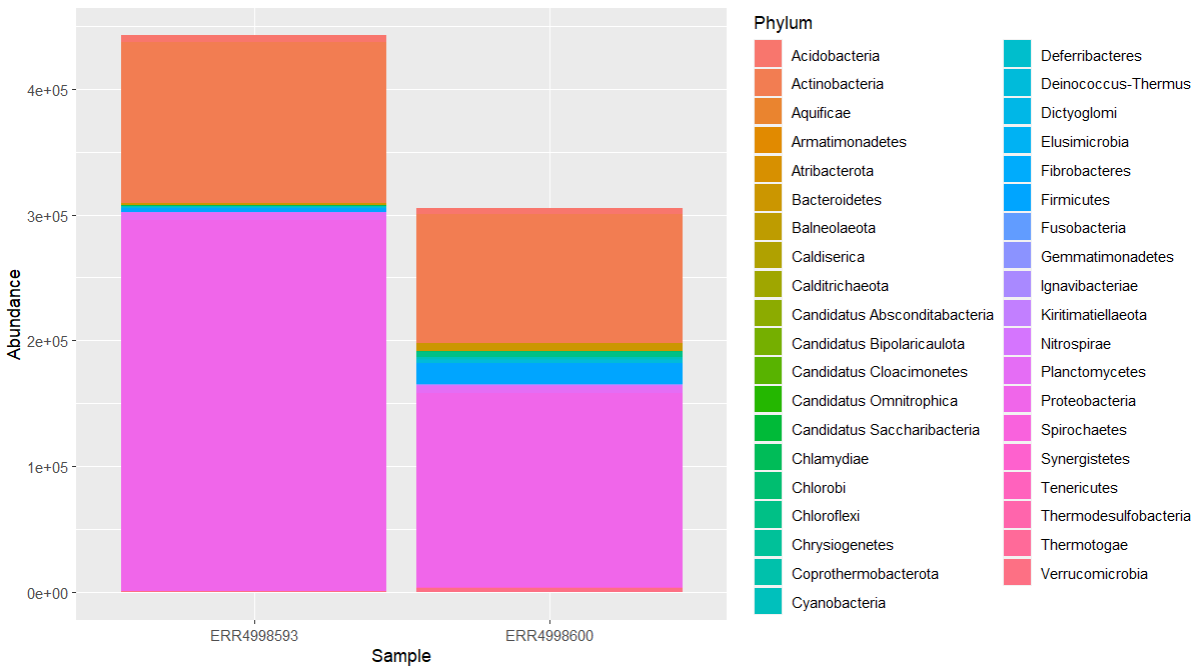 Abundance
4e+05
3e+05
2e+05
1e+05
0e+00
ERR4998593
ERR4998600
Sample
Phylum
Acidobacteria
Actinobacteria
Aquificae
Armatimonadetes
Atribacterota
Bacteroidetes
Balneolaeota
Caldiserica
Calditrichaeota
Candidatus Absconditabacteria
Candidatus Bipolaricaulota
Candidatus Cloacimonetes
Candidatus Omnitrophica
Candidatus Saccharibacteria
Chlamydiae
Chlorobi
Chloroflexi
Chrysiogenetes
Coprothermobacterota
Cyanobacteria
Deferribacteres
Deinococcus-Thermus
Dictyoglomi
Elusimicrobia
Fibrobacteres
Firmicutes
Fusobacteria
Gemmatimonadetes
Ignavibacteriae
Kiritimatiellaeota
Nitrospirae
Planctomycetes
Proteobacteria
Spirochaetes
Synergistetes
Tenericutes
Thermodesulfobacteria
Thermotogae
Verrucomicrobia